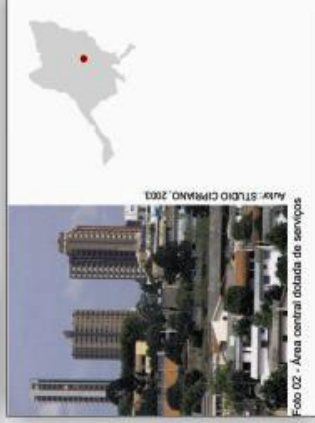 Autor: STUDIO CIPRIANO, 2003.
Foto 02 - Área central dotada de serviços